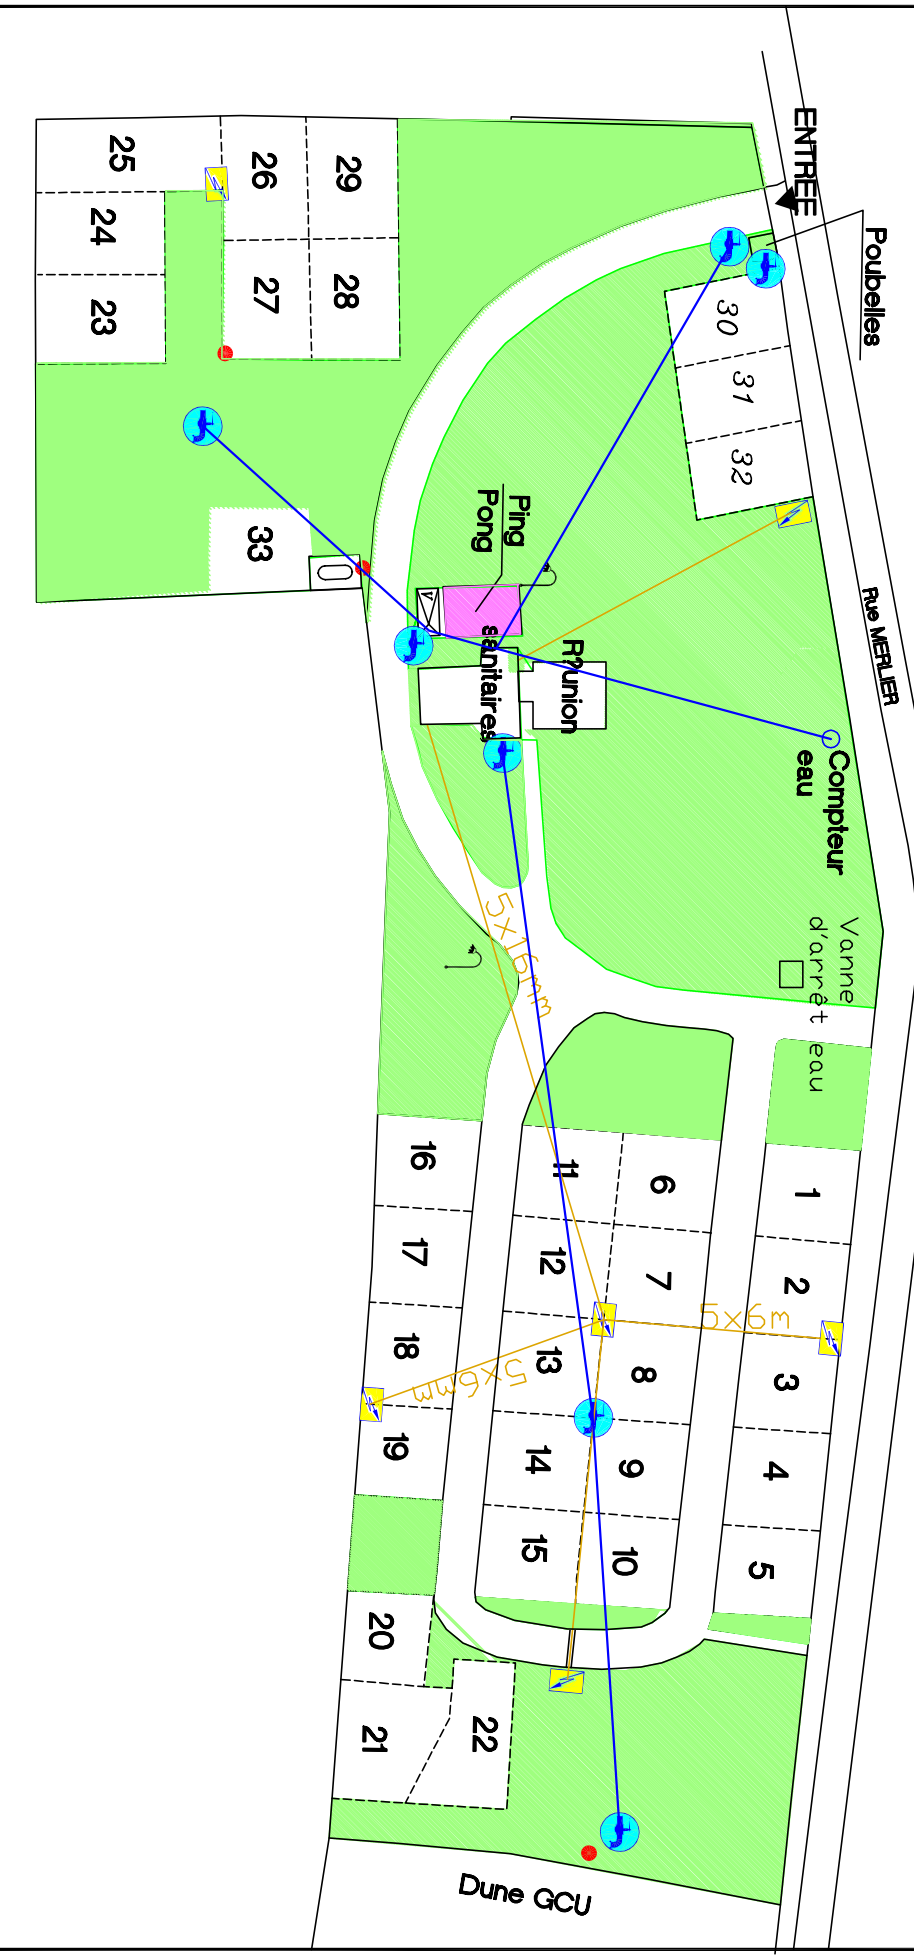 ENTREE
Poubelles
25
26
29
24
27
28
23
30
31
32
33
Ping
Pong
sanitaires
R?union
Rue MERLIER
Compteur
eau
Vanne
d'arrêt eau
5x16mm
16
11
6
1
17
12
7
2
5x6m
18
13
8
3
5x6mm
19
14
9
4
15
10
5
20
21
22
Dune GCU